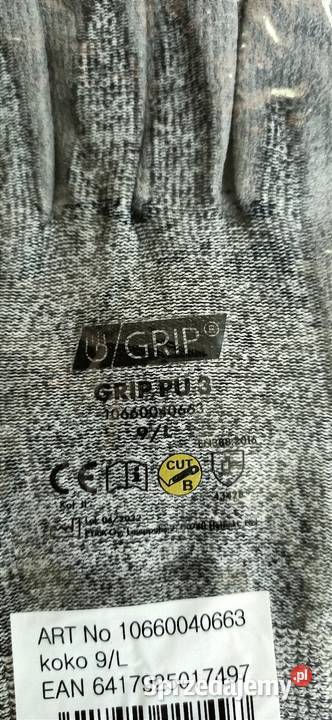 U/GRIP®
GRIP PU 3
10660040663
9/L
EN388:2016
CE
CUT
B
ART No 10660040663
koko 9/L
EAN 6417925017497
sprzedajemy.pl